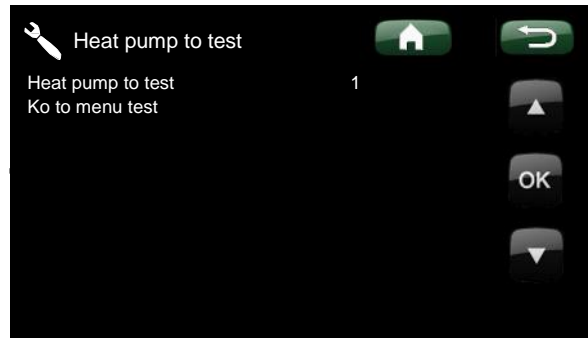 Heat pump to test
Heat pump to test 1
Ko to menu test
OK